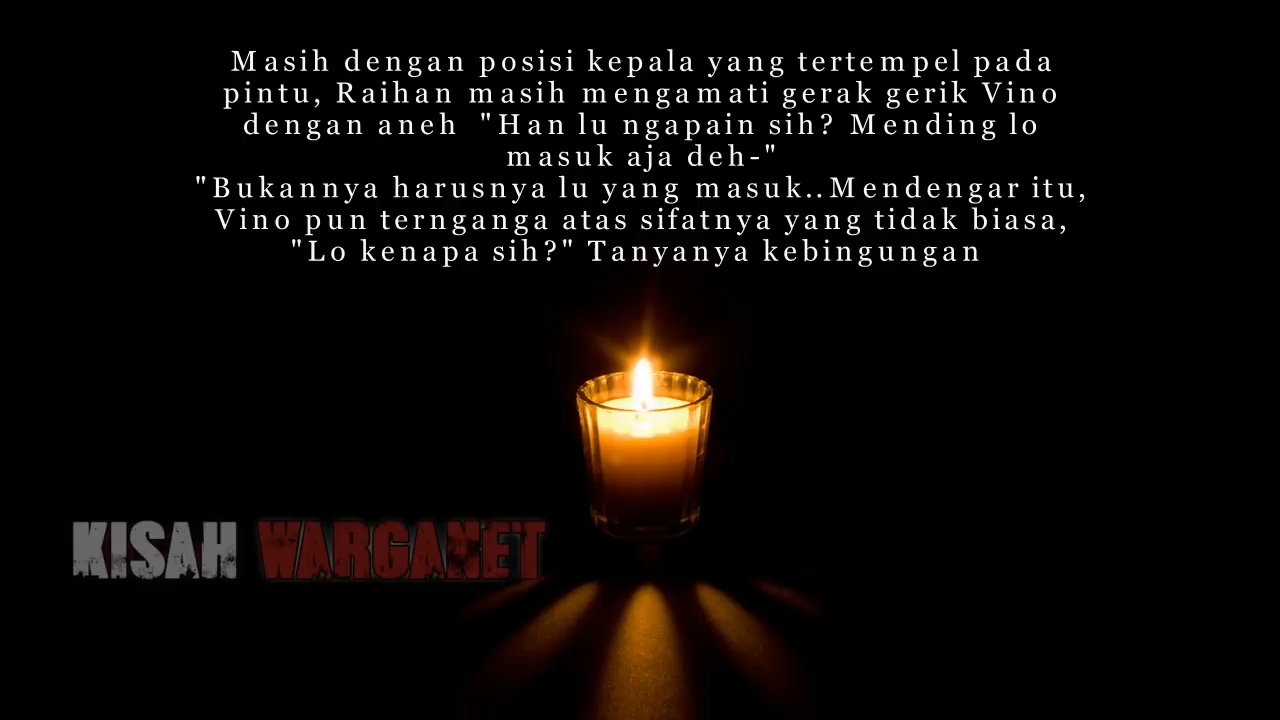 Masih dengan posisi kepala yang tertempel pada
pintu, Raihan masih mengamati gerak gerik Vino
dengan aneh  "Han lu ngapain sih? Mending lo
masuk aja deh-"
"Bukannya harusnya lu yang masuk..Mendengar itu,
Vino pun ternganga atas sifatnya yang tidak biasa,
"Lo kenapa sih?" Tanyanya kebingungan
KISAH WARGANET